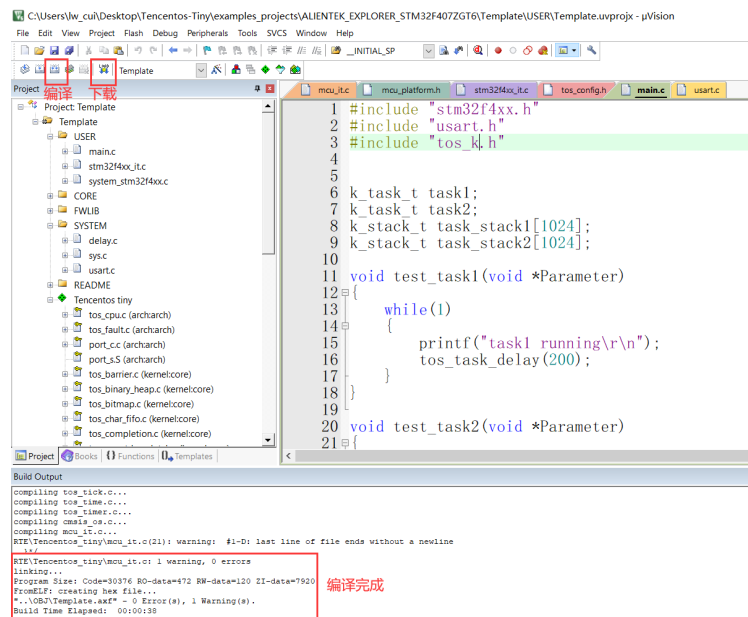 C:\Users\lw_cui\Desktop\Tencentos-Tiny\examples_projects\ALIENTEK_EXPLORER_STM32F407ZGT6\Template\USER\Template.uvprojx - µVision
File Edit View Project Flash Debug Peripherals Tools SVCS Window Help
__INITIAL_SP
Template
编译 下载
Project
mcu_it.c mcu_platform.h stm32f4xx_it.c tos_config.h main.c usart.c
Project: Template
Template
USER
main.c
stm32f4xx_it.c
system_stm32f4xx.c
CORE
FWLIB
SYSTEM
delay.c
sys.c
usart.c
README
Tencentos tiny
tos_cpu.c (arch:arch)
tos_fault.c (arch:arch)
port_c.c (arch:arch)
port_s.S (arch:arch)
tos_barrier.c (kernel:core)
tos_binary_heap.c (kernel:core)
tos_bitmap.c (kernel:core)
tos_char_fifo.c (kernel:core)
tos_completion.c (kernel:core)
1 #include "stm32f4xx.h"
2 #include "usart.h"
3 #include "tos_k.h"
4
5
6 k_task_t task1;
7 k_task_t task2;
8 k_stack_t task_stack1[1024];
9 k_stack_t task_stack2[1024];
10
11 void test_task1(void *Parameter)
12 {
13 while(1)
14 {
15 printf("task1 running\r\n");
16 tos_task_delay(200);
17 }
18 }
19
20 void test_task2(void *Parameter)
21 {
Project Books {} Functions Templates
Build Output
compiling tos_tick.c...
compiling tos_time.c...
compiling tos_timer.c...
compiling cmsis_os.c...
compiling mcu_it.c...
RTE\Tencentos_tiny\mcu_it.c(21): warning: #1-D: last line of file ends without a newline
\*/
RTE\Tencentos_tiny\mcu_it.c: 1 warning, 0 errors
linking...
Program Size: Code=30376 RO-data=472 RW-data=120 ZI-data=7920
FromELF: creating hex file...
"..\OBJ\Template.axf" - 0 Error(s), 1 Warning(s).
Build Time Elapsed: 00:00:38
编译完成